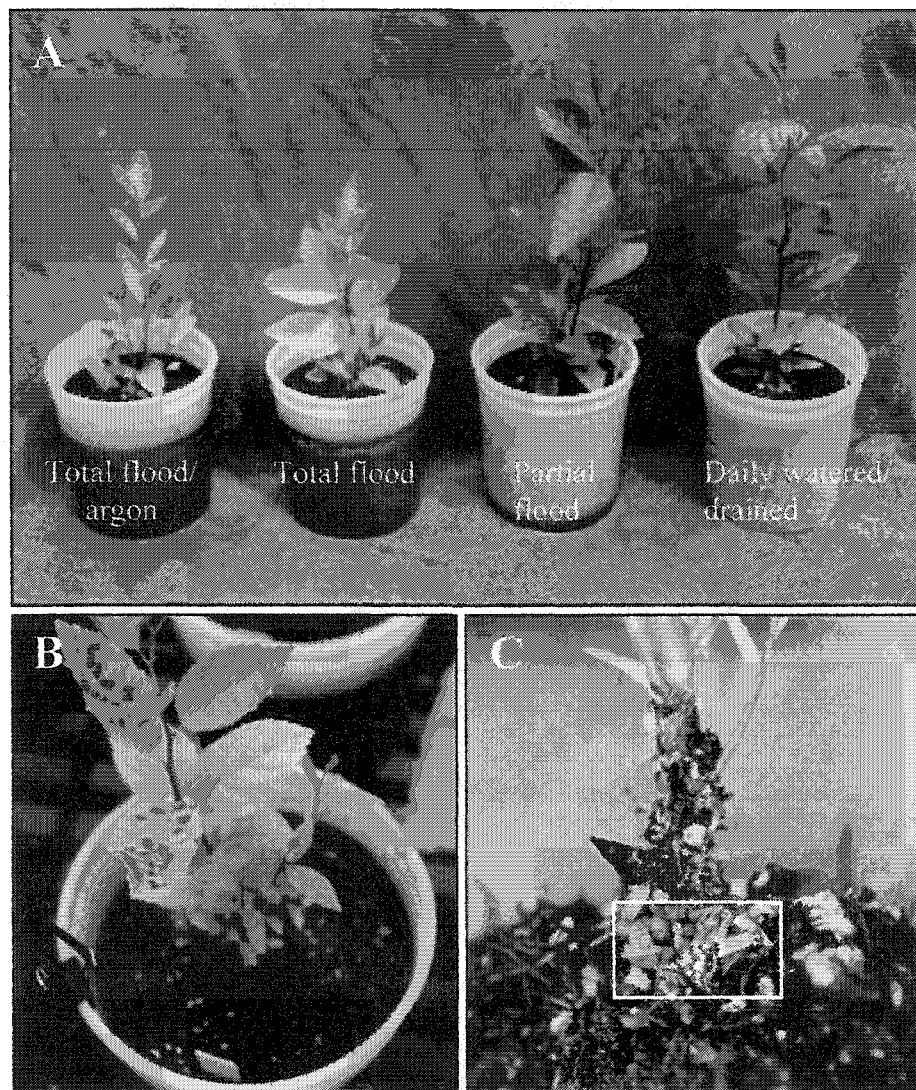 A
Total flood/
argon
Total flood
Partial
flood
Daily watered/
drained
B
C